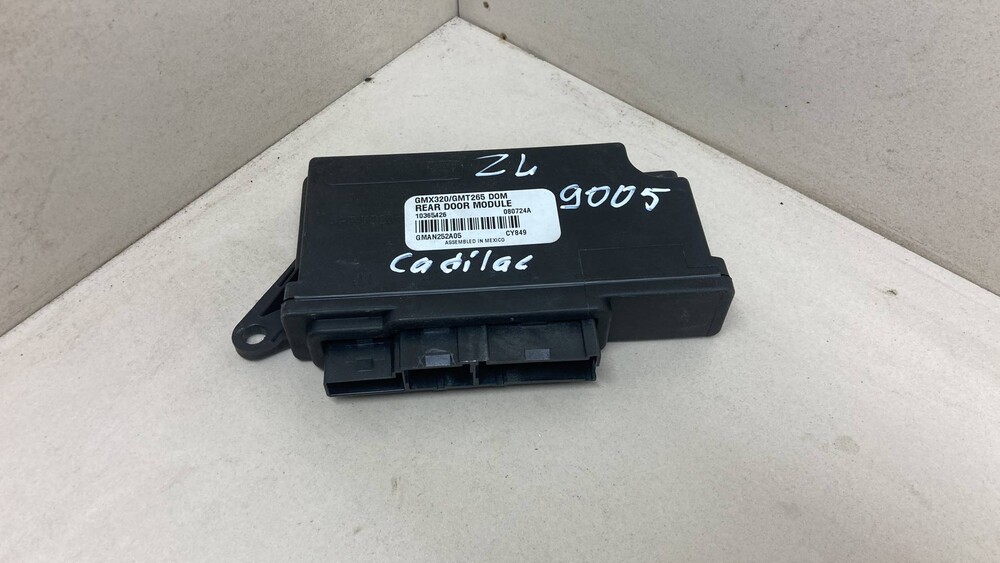 ZL
9005
GMX320/GMT265 DOM
REAR DOOR MODULE
10365426 080724A
GMAN252A05 CY849
ASSEMBLED IN MEXICO
Cadilac